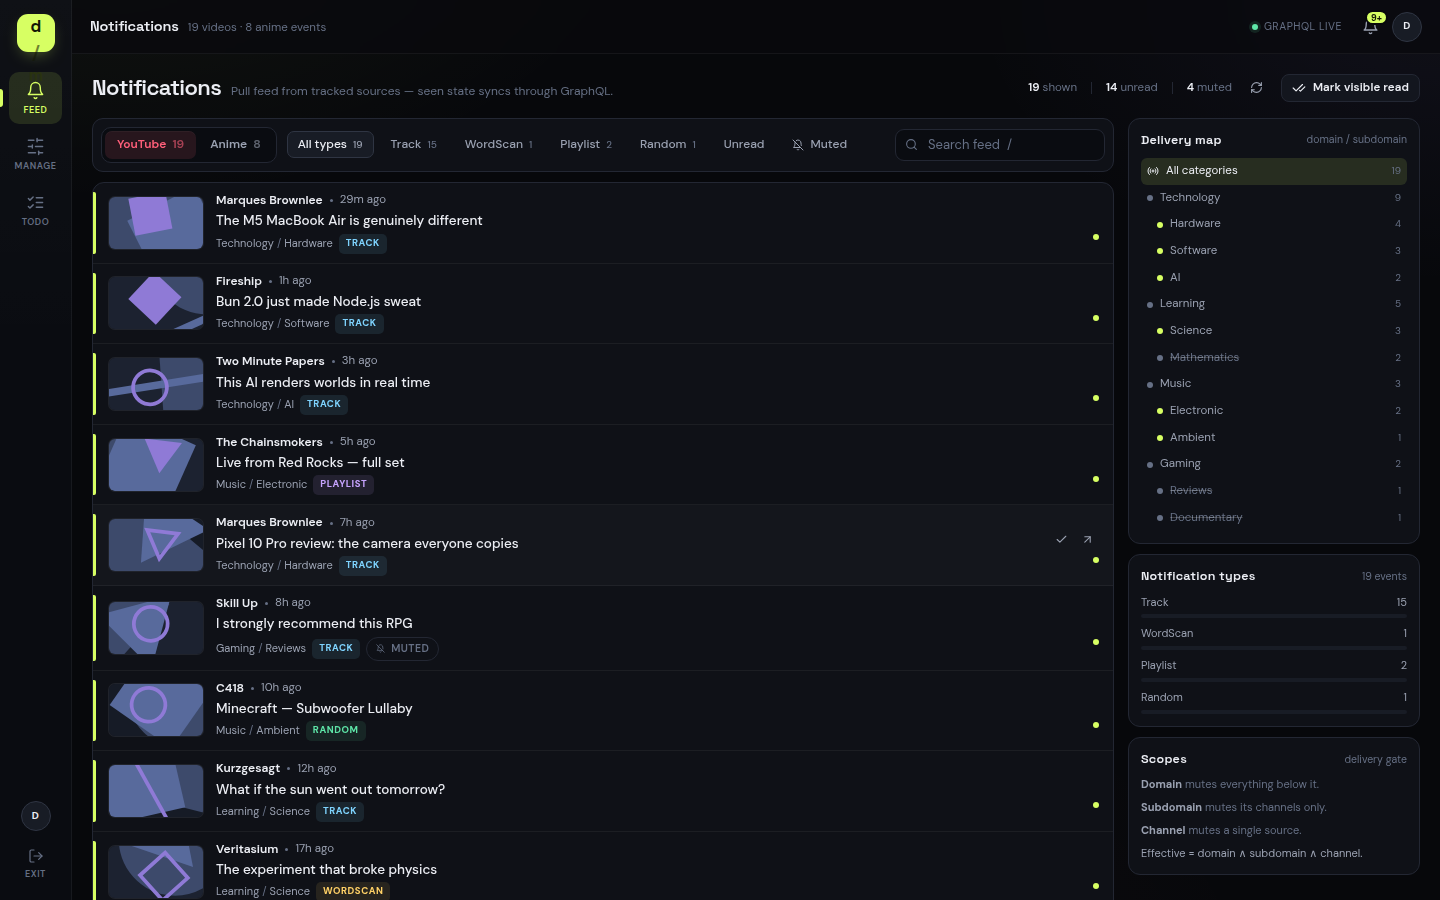 d
/
FEED
MANAGE
TODO
D
EXIT
Notifications 19 videos · 8 anime events
GRAPHQL LIVE 9+ D
Notifications Pull feed from tracked sources — seen state syncs through GraphQL.
19 shown 14 unread 4 muted Mark visible read
YouTube 19 Anime 8 All types 19 Track 15 WordScan 1 Playlist 2 Random 1 Unread Muted Search feed /
Marques Brownlee • 29m ago
The M5 MacBook Air is genuinely different
Technology / Hardware TRACK
Fireship • 1h ago
Bun 2.0 just made Node.js sweat
Technology / Software TRACK
Two Minute Papers • 3h ago
This AI renders worlds in real time
Technology / AI TRACK
The Chainsmokers • 5h ago
Live from Red Rocks — full set
Music / Electronic PLAYLIST
Marques Brownlee • 7h ago
Pixel 10 Pro review: the camera everyone copies
Technology / Hardware TRACK
Skill Up • 8h ago
I strongly recommend this RPG
Gaming / Reviews TRACK MUTED
C418 • 10h ago
Minecraft — Subwoofer Lullaby
Music / Ambient RANDOM
Kurzgesagt • 12h ago
What if the sun went out tomorrow?
Learning / Science TRACK
Veritasium • 17h ago
The experiment that broke physics
Learning / Science WORDSCAN
Delivery map domain / subdomain
All categories 19
Technology 9
Hardware 4
Software 3
AI 2
Learning 5
Science 3
Mathematics 2
Music 3
Electronic 2
Ambient 1
Gaming 2
Reviews 1
Documentary 1
Notification types 19 events
Track 15
WordScan 1
Playlist 2
Random 1
Scopes delivery gate
Domain mutes everything below it.
Subdomain mutes its channels only.
Channel mutes a single source.
Effective = domain ∧ subdomain ∧ channel.